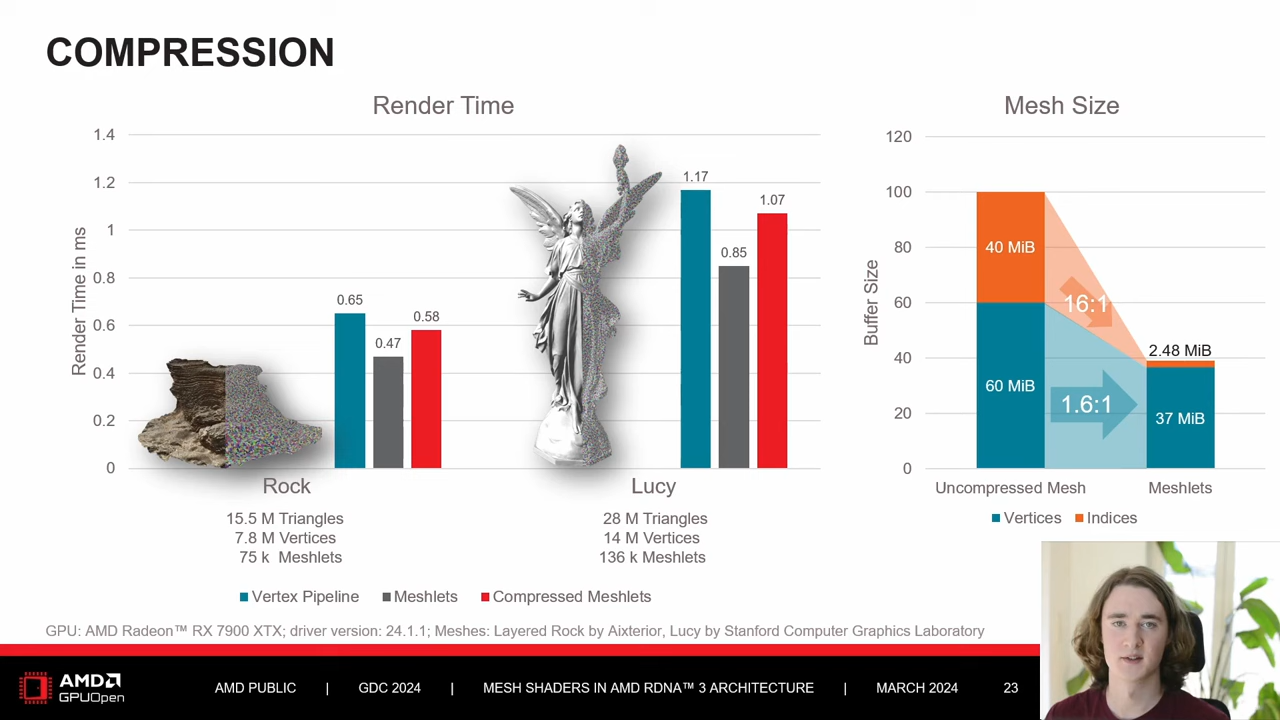 COMPRESSION
Render Time
Render Time in ms
1.4
1.2
1
0.8
0.6
0.4
0.2
0
0.65
0.47
0.58
1.17
0.85
1.07
Rock
15.5 M Triangles
7.8 M Vertices
75 k Meshlets
Lucy
28 M Triangles
14 M Vertices
136 k Meshlets
Vertex Pipeline
Meshlets
Compressed Meshlets
Mesh Size
Buffer Size
120
100
80
60
40
20
0
40 MiB
60 MiB
16:1
1.6:1
2.48 MiB
37 MiB
Uncompressed Mesh
Meshlets
Vertices
Indices
GPU: AMD Radeon™ RX 7900 XTX; driver version: 24.1.1; Meshes: Layered Rock by Aixterior, Lucy by Stanford Computer Graphics Laboratory
AMD
GPUOpen
AMD PUBLIC | GDC 2024 | MESH SHADERS IN AMD RDNA™ 3 ARCHITECTURE | MARCH 2024 23